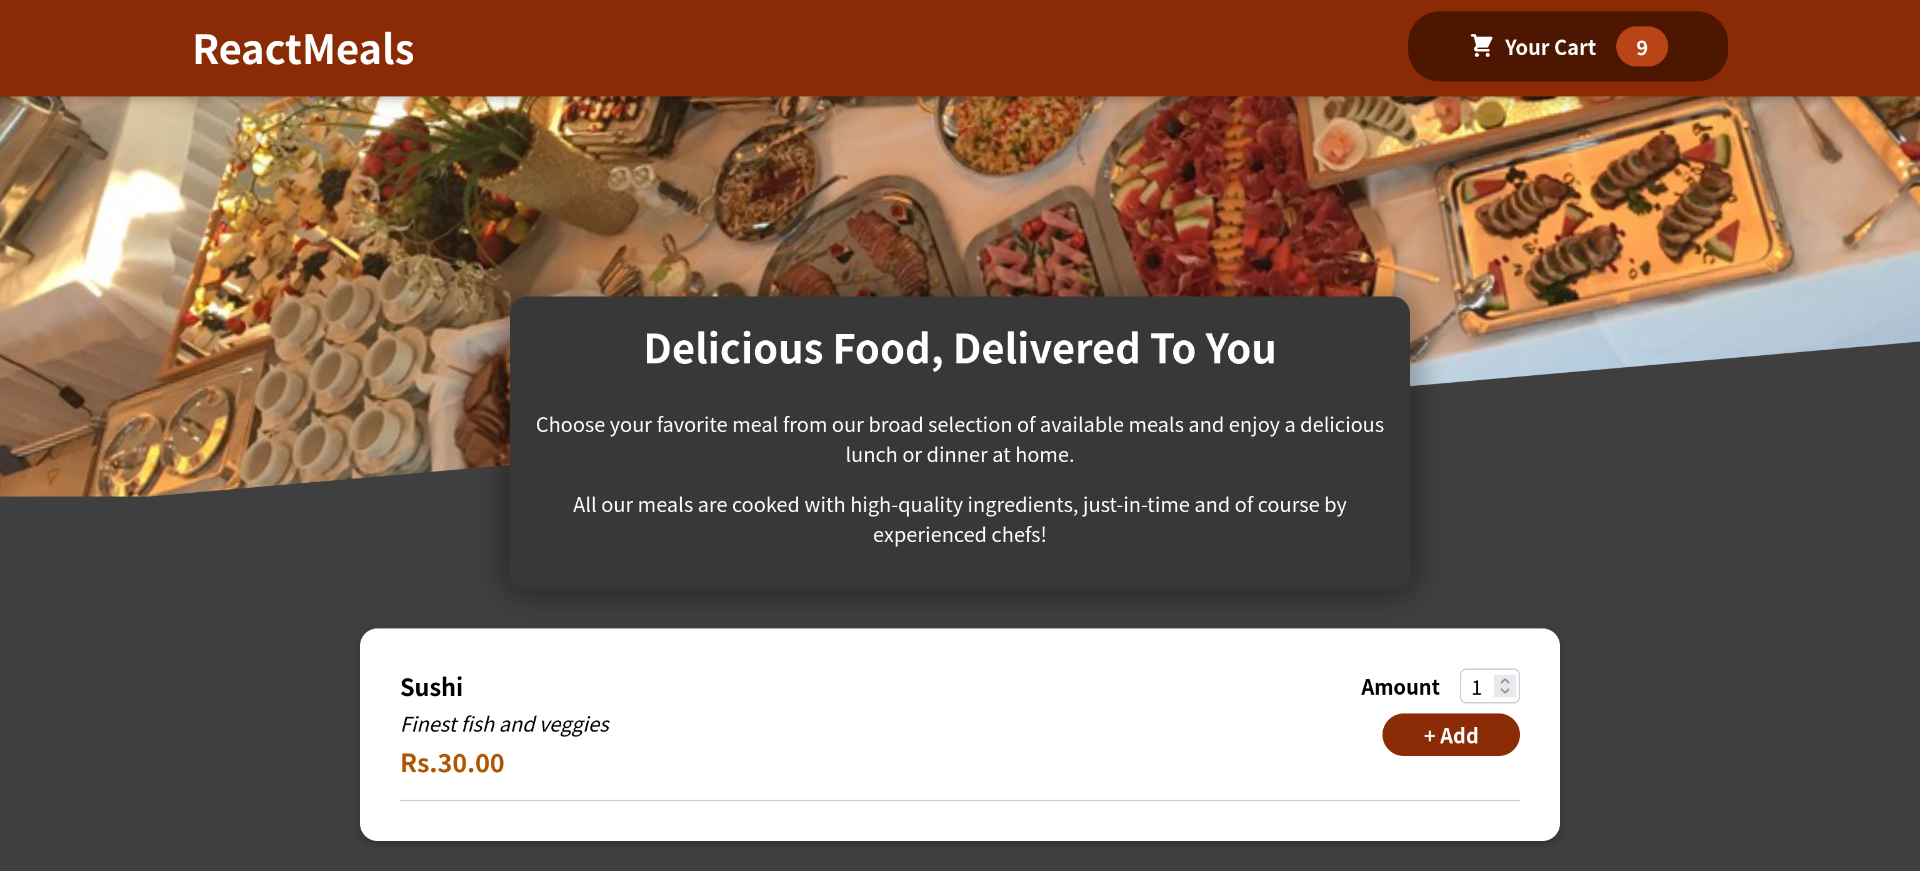 ReactMeals
Your Cart 9
Delicious Food, Delivered To You
Choose your favorite meal from our broad selection of available meals and enjoy a delicious
lunch or dinner at home.
All our meals are cooked with high-quality ingredients, just-in-time and of course by
experienced chefs!
Sushi
Amount 1
Finest fish and veggies
+ Add
Rs.30.00